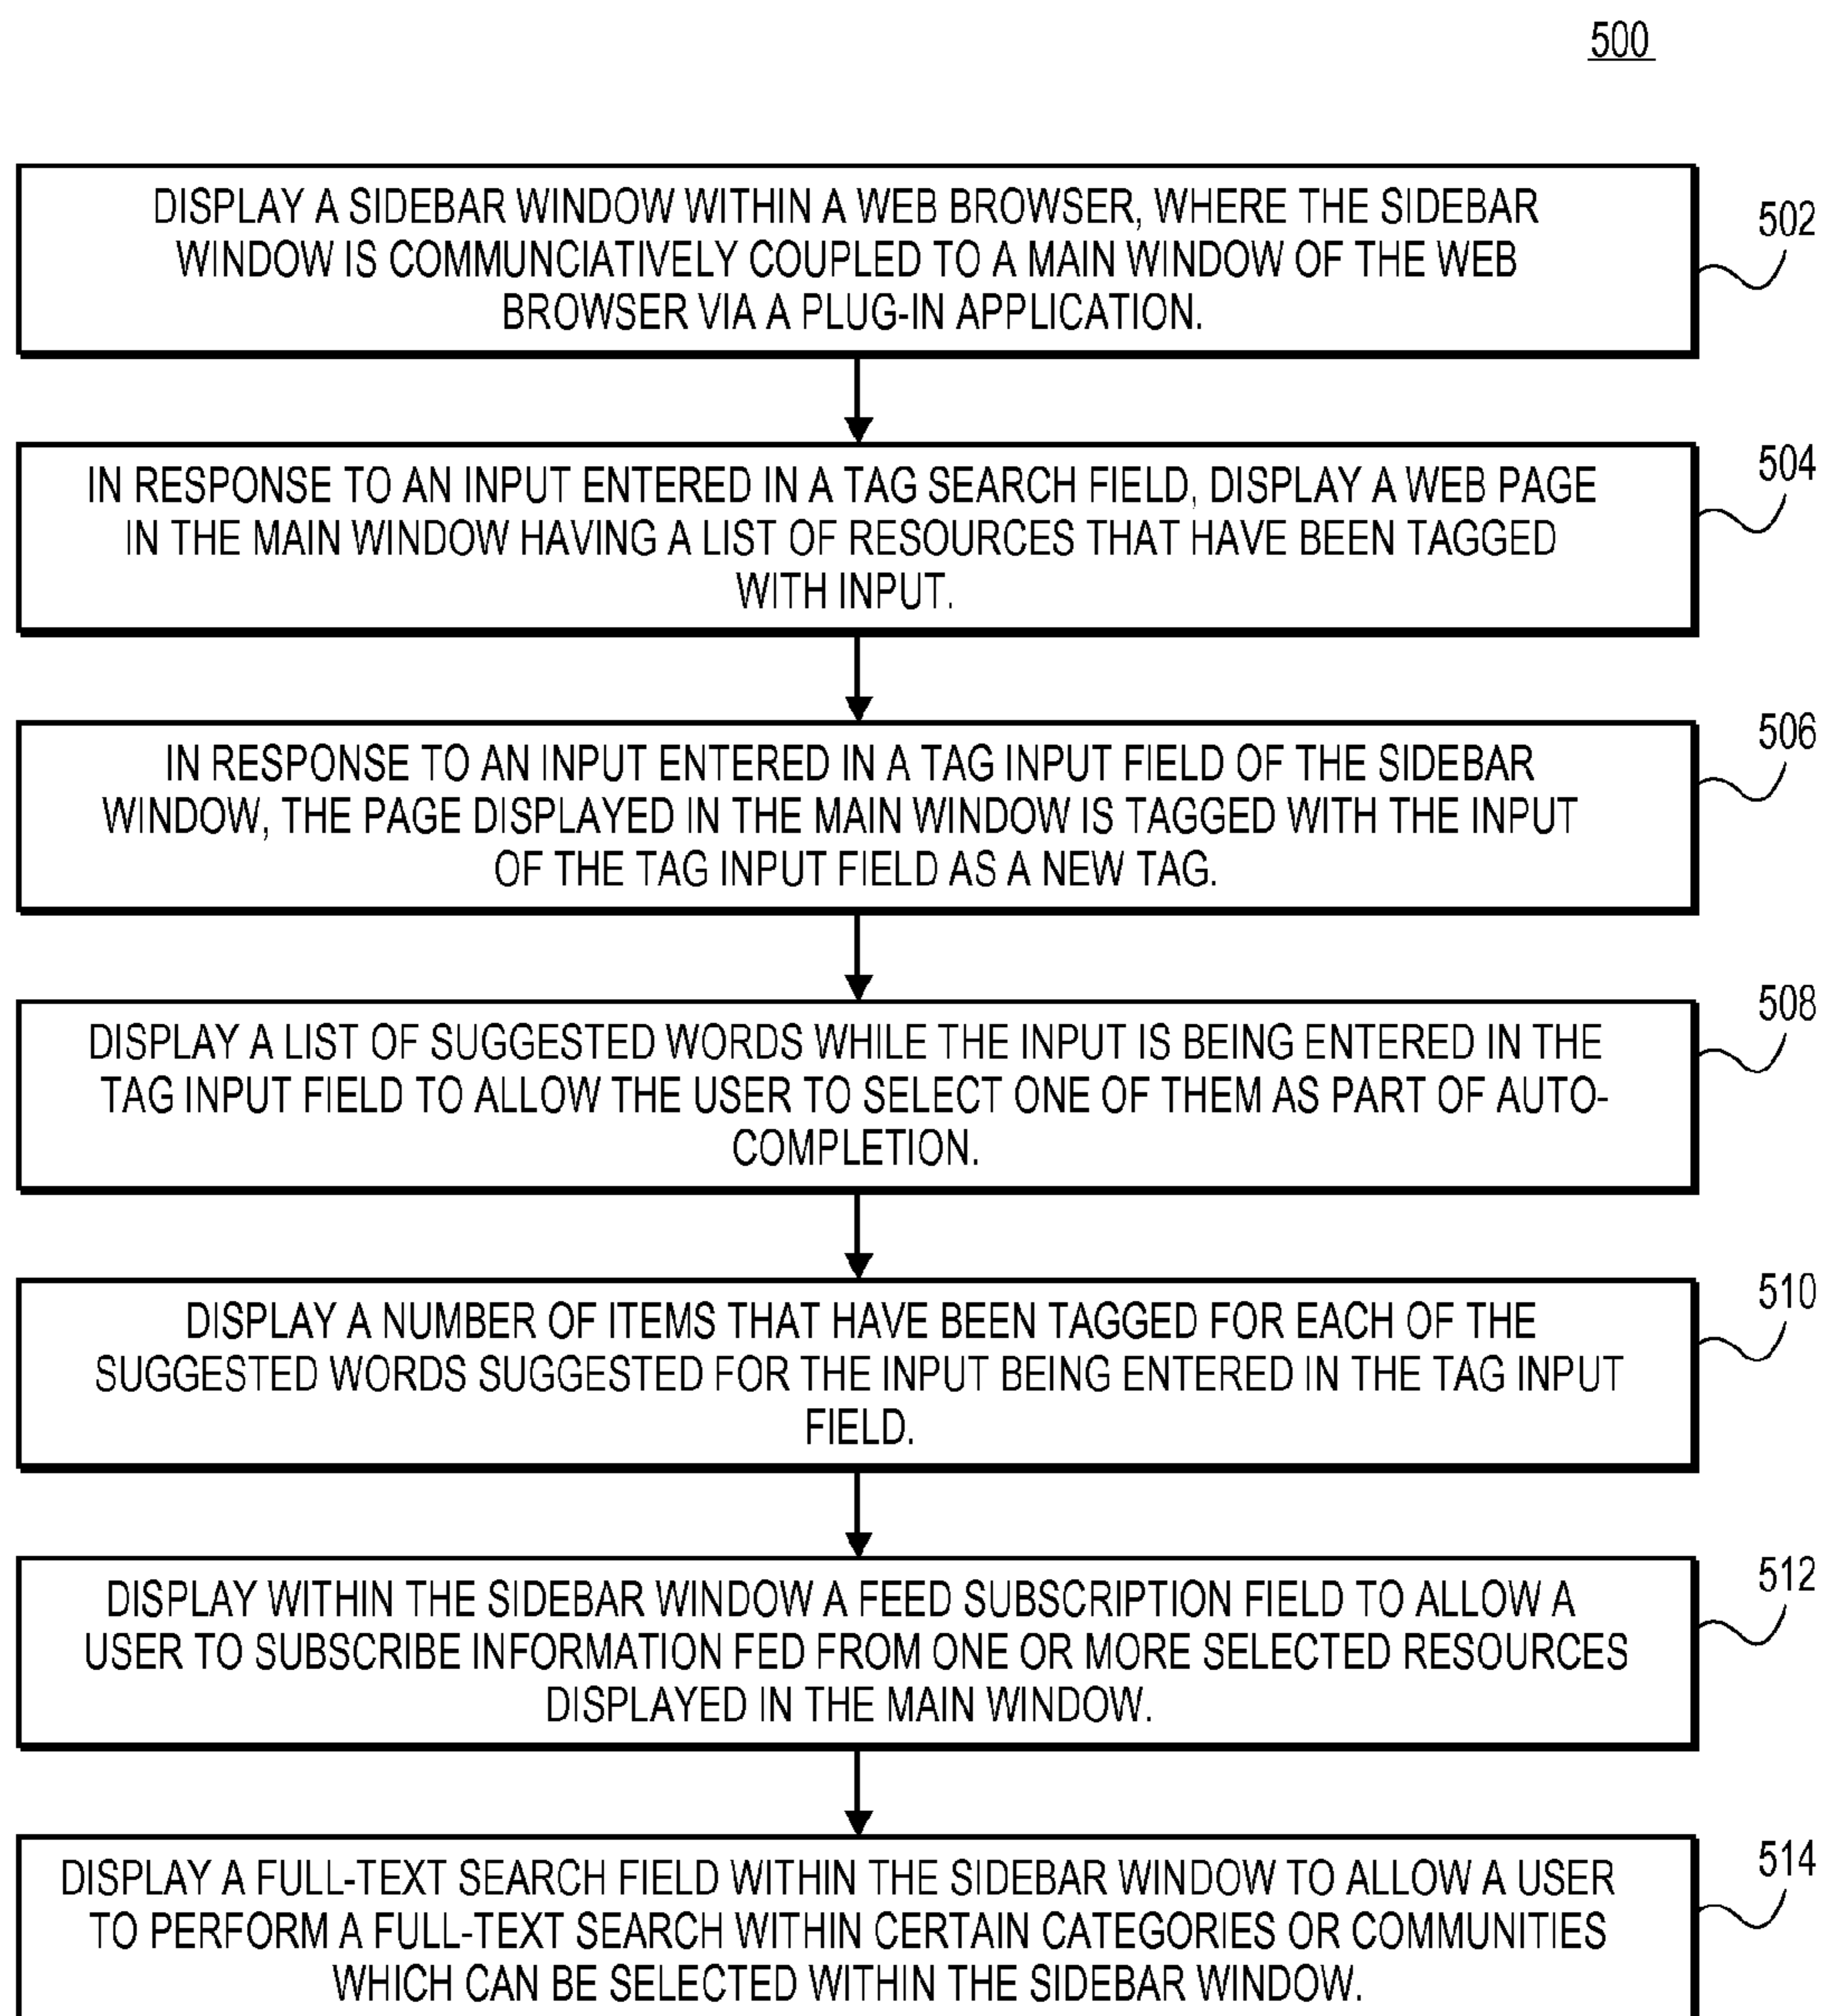 500
DISPLAY A SIDEBAR WINDOW WITHIN A WEB BROWSER, WHERE THE SIDEBAR
WINDOW IS COMMUNCIATIVELY COUPLED TO A MAIN WINDOW OF THE WEB
BROWSER VIA A PLUG-IN APPLICATION.
502
IN RESPONSE TO AN INPUT ENTERED IN A TAG SEARCH FIELD, DISPLAY A WEB PAGE
IN THE MAIN WINDOW HAVING A LIST OF RESOURCES THAT HAVE BEEN TAGGED
WITH INPUT.
504
IN RESPONSE TO AN INPUT ENTERED IN A TAG INPUT FIELD OF THE SIDEBAR
WINDOW, THE PAGE DISPLAYED IN THE MAIN WINDOW IS TAGGED WITH THE INPUT
OF THE TAG INPUT FIELD AS A NEW TAG.
506
DISPLAY A LIST OF SUGGESTED WORDS WHILE THE INPUT IS BEING ENTERED IN THE
TAG INPUT FIELD TO ALLOW THE USER TO SELECT ONE OF THEM AS PART OF AUTO-
COMPLETION.
508
DISPLAY A NUMBER OF ITEMS THAT HAVE BEEN TAGGED FOR EACH OF THE
SUGGESTED WORDS SUGGESTED FOR THE INPUT BEING ENTERED IN THE TAG INPUT
FIELD.
510
DISPLAY WITHIN THE SIDEBAR WINDOW A FEED SUBSCRIPTION FIELD TO ALLOW A
USER TO SUBSCRIBE INFORMATION FED FROM ONE OR MORE SELECTED RESOURCES
DISPLAYED IN THE MAIN WINDOW.
512
DISPLAY A FULL-TEXT SEARCH FIELD WITHIN THE SIDEBAR WINDOW TO ALLOW A USER
TO PERFORM A FULL-TEXT SEARCH WITHIN CERTAIN CATEGORIES OR COMMUNITIES
WHICH CAN BE SELECTED WITHIN THE SIDEBAR WINDOW.
514